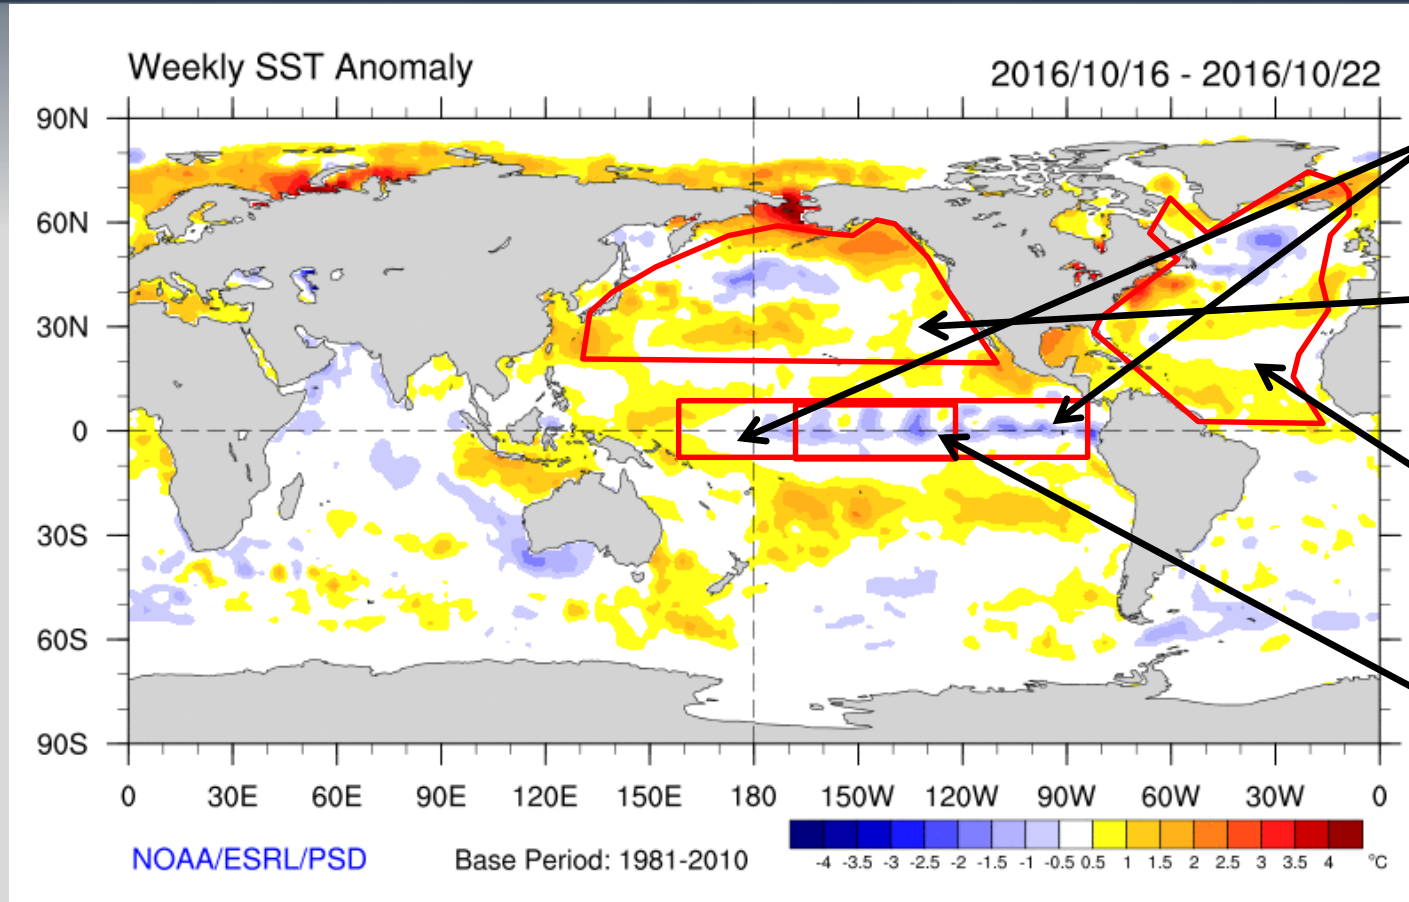 Weekly SST Anomaly
2016/10/16 - 2016/10/22
90N
60N
30N
0
30S
60S
90S
0 30E 60E 90E 120E 150E 180 150W 120W 90W 60W 30W 0
NOAA/ESRL/PSD
Base Period: 1981-2010
-4 -3.5 -3 -2.5 -2 -1.5 -1 -0.5 0.5 1 1.5 2 2.5 3 3.5 4 °C